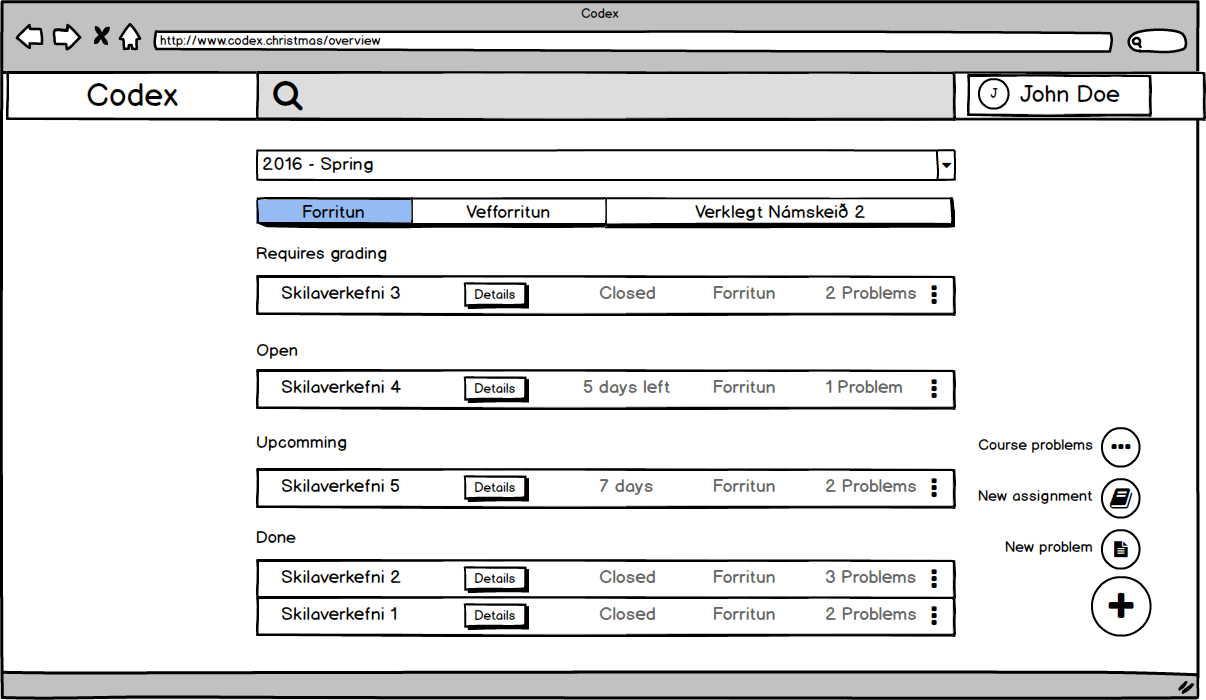 Codex
http://www.codex.christmas/overview
Codex
J John Doe
2016 - Spring
Forritun Vefforritun Verklegt Námskeið 2
Requires grading
Skilaverkefni 3 Details Closed Forritun 2 Problems
Open
Skilaverkefni 4 Details 5 days left Forritun 1 Problem
Upcomming
Course problems
Skilaverkefni 5 Details 7 days Forritun 2 Problems
New assignment
Done
New problem
Skilaverkefni 2 Details Closed Forritun 3 Problems
Skilaverkefni 1 Details Closed Forritun 2 Problems